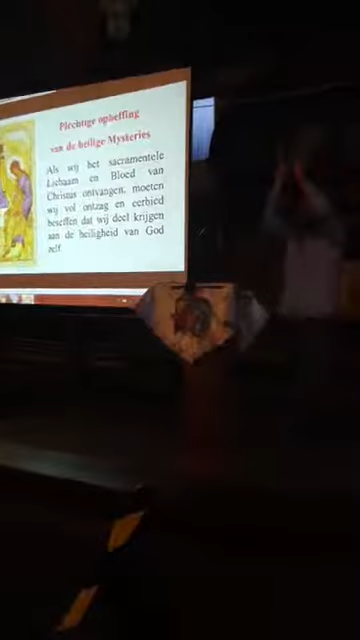 Plechtige opheffing
van de heilige Mysteries
Als wij het sacramentele
Lichaam en Bloed van
Christus ontvangen, moeten
wij vol ontzag en eerbied
beseffen dat wij deel krijgen
aan de heiligheid van God
zelf.